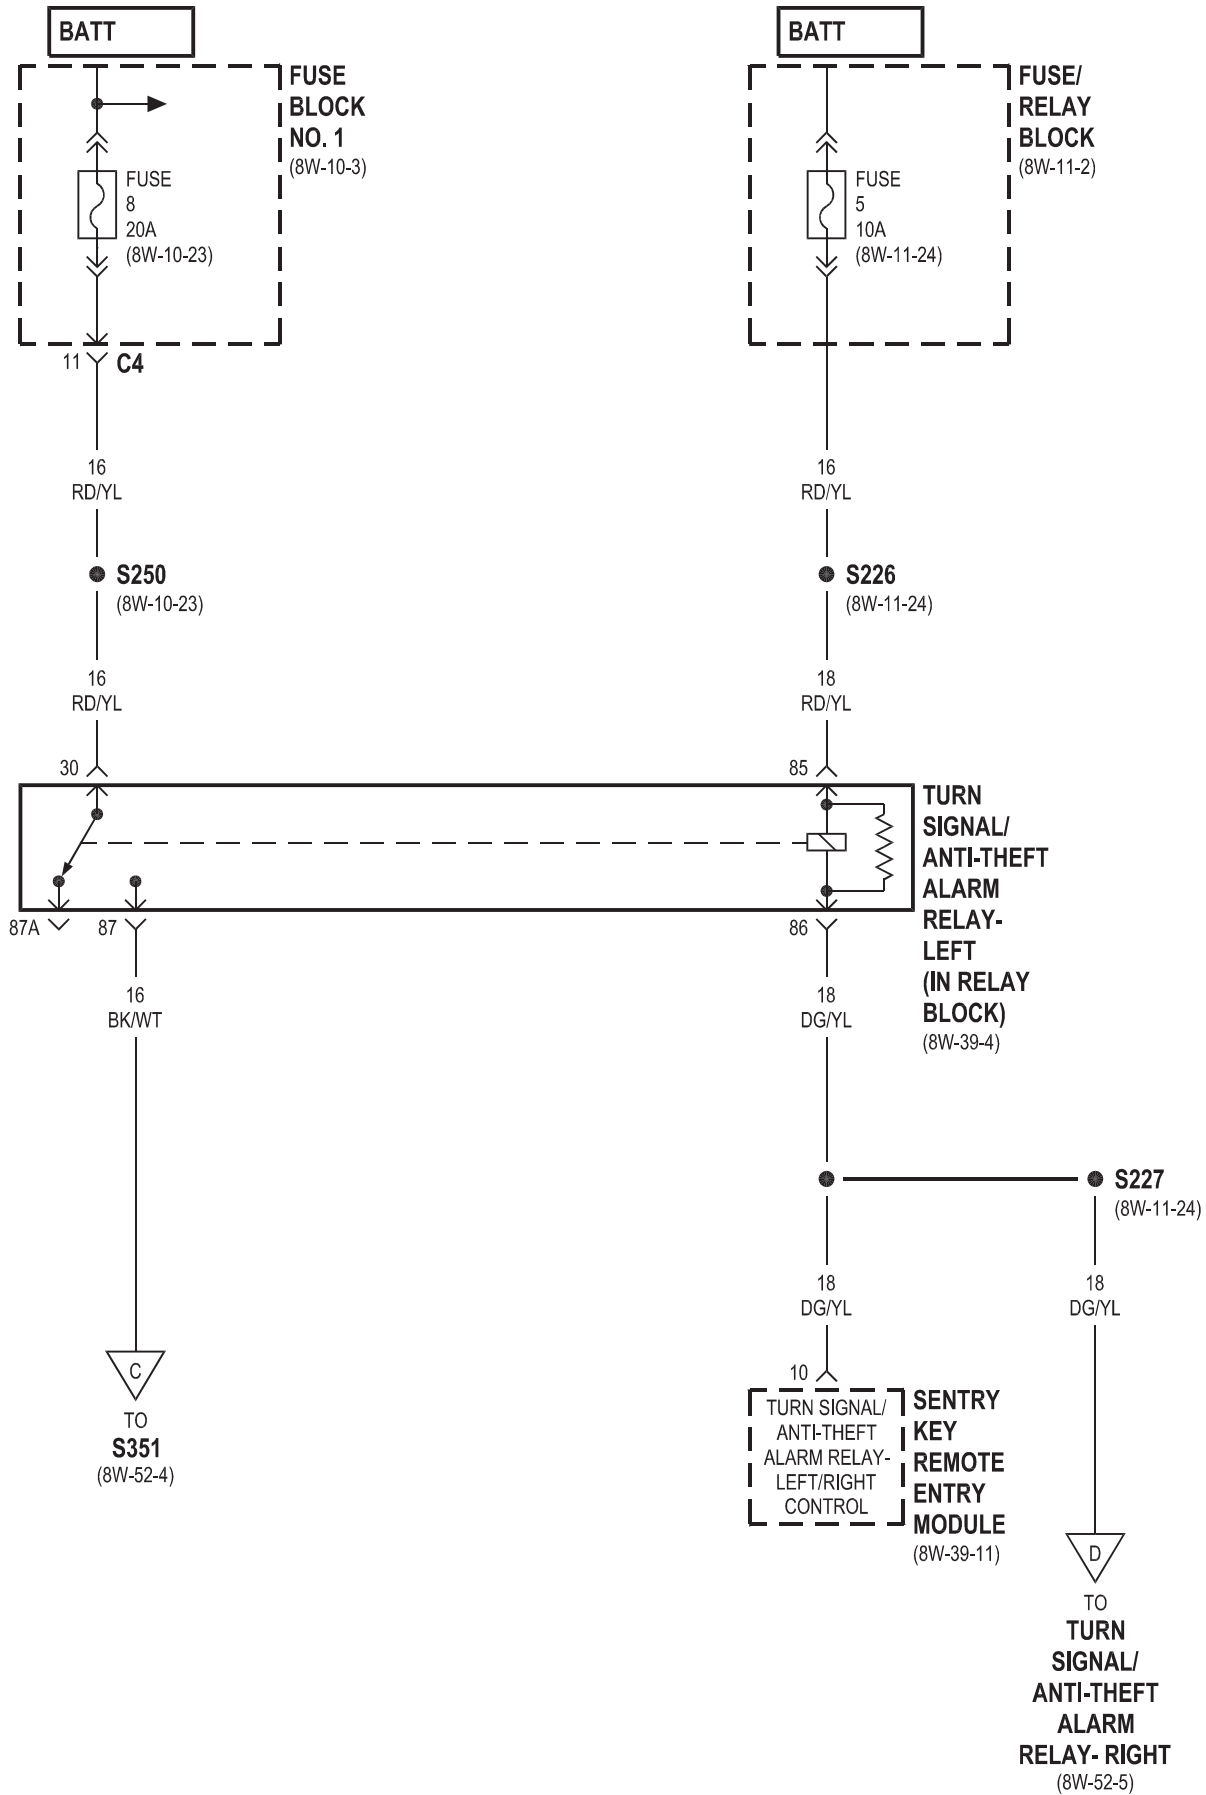 BATT
FUSE
BLOCK
NO. 1
(8W-10-3)
FUSE
8
20A
(8W-10-23)
11
C4
16
RD/YL
S250
(8W-10-23)
16
RD/YL
30
BATT
FUSE/
RELAY
BLOCK
(8W-11-2)
FUSE
5
10A
(8W-11-24)
16
RD/YL
S226
(8W-11-24)
18
RD/YL
85
TURN
SIGNAL/
ANTI-THEFT
ALARM
RELAY-
LEFT
(IN RELAY
BLOCK)
(8W-39-4)
87A
87
86
16
BK/WT
C
TO
S351
(8W-52-4)
18
DG/YL
S227
(8W-11-24)
18
DG/YL
10
TURN SIGNAL/
ANTI-THEFT
ALARM RELAY-
LEFT/RIGHT
CONTROL
SENTRY
KEY
REMOTE
ENTRY
MODULE
(8W-39-11)
18
DG/YL
D
TO
TURN
SIGNAL/
ANTI-THEFT
ALARM
RELAY- RIGHT
(8W-52-5)